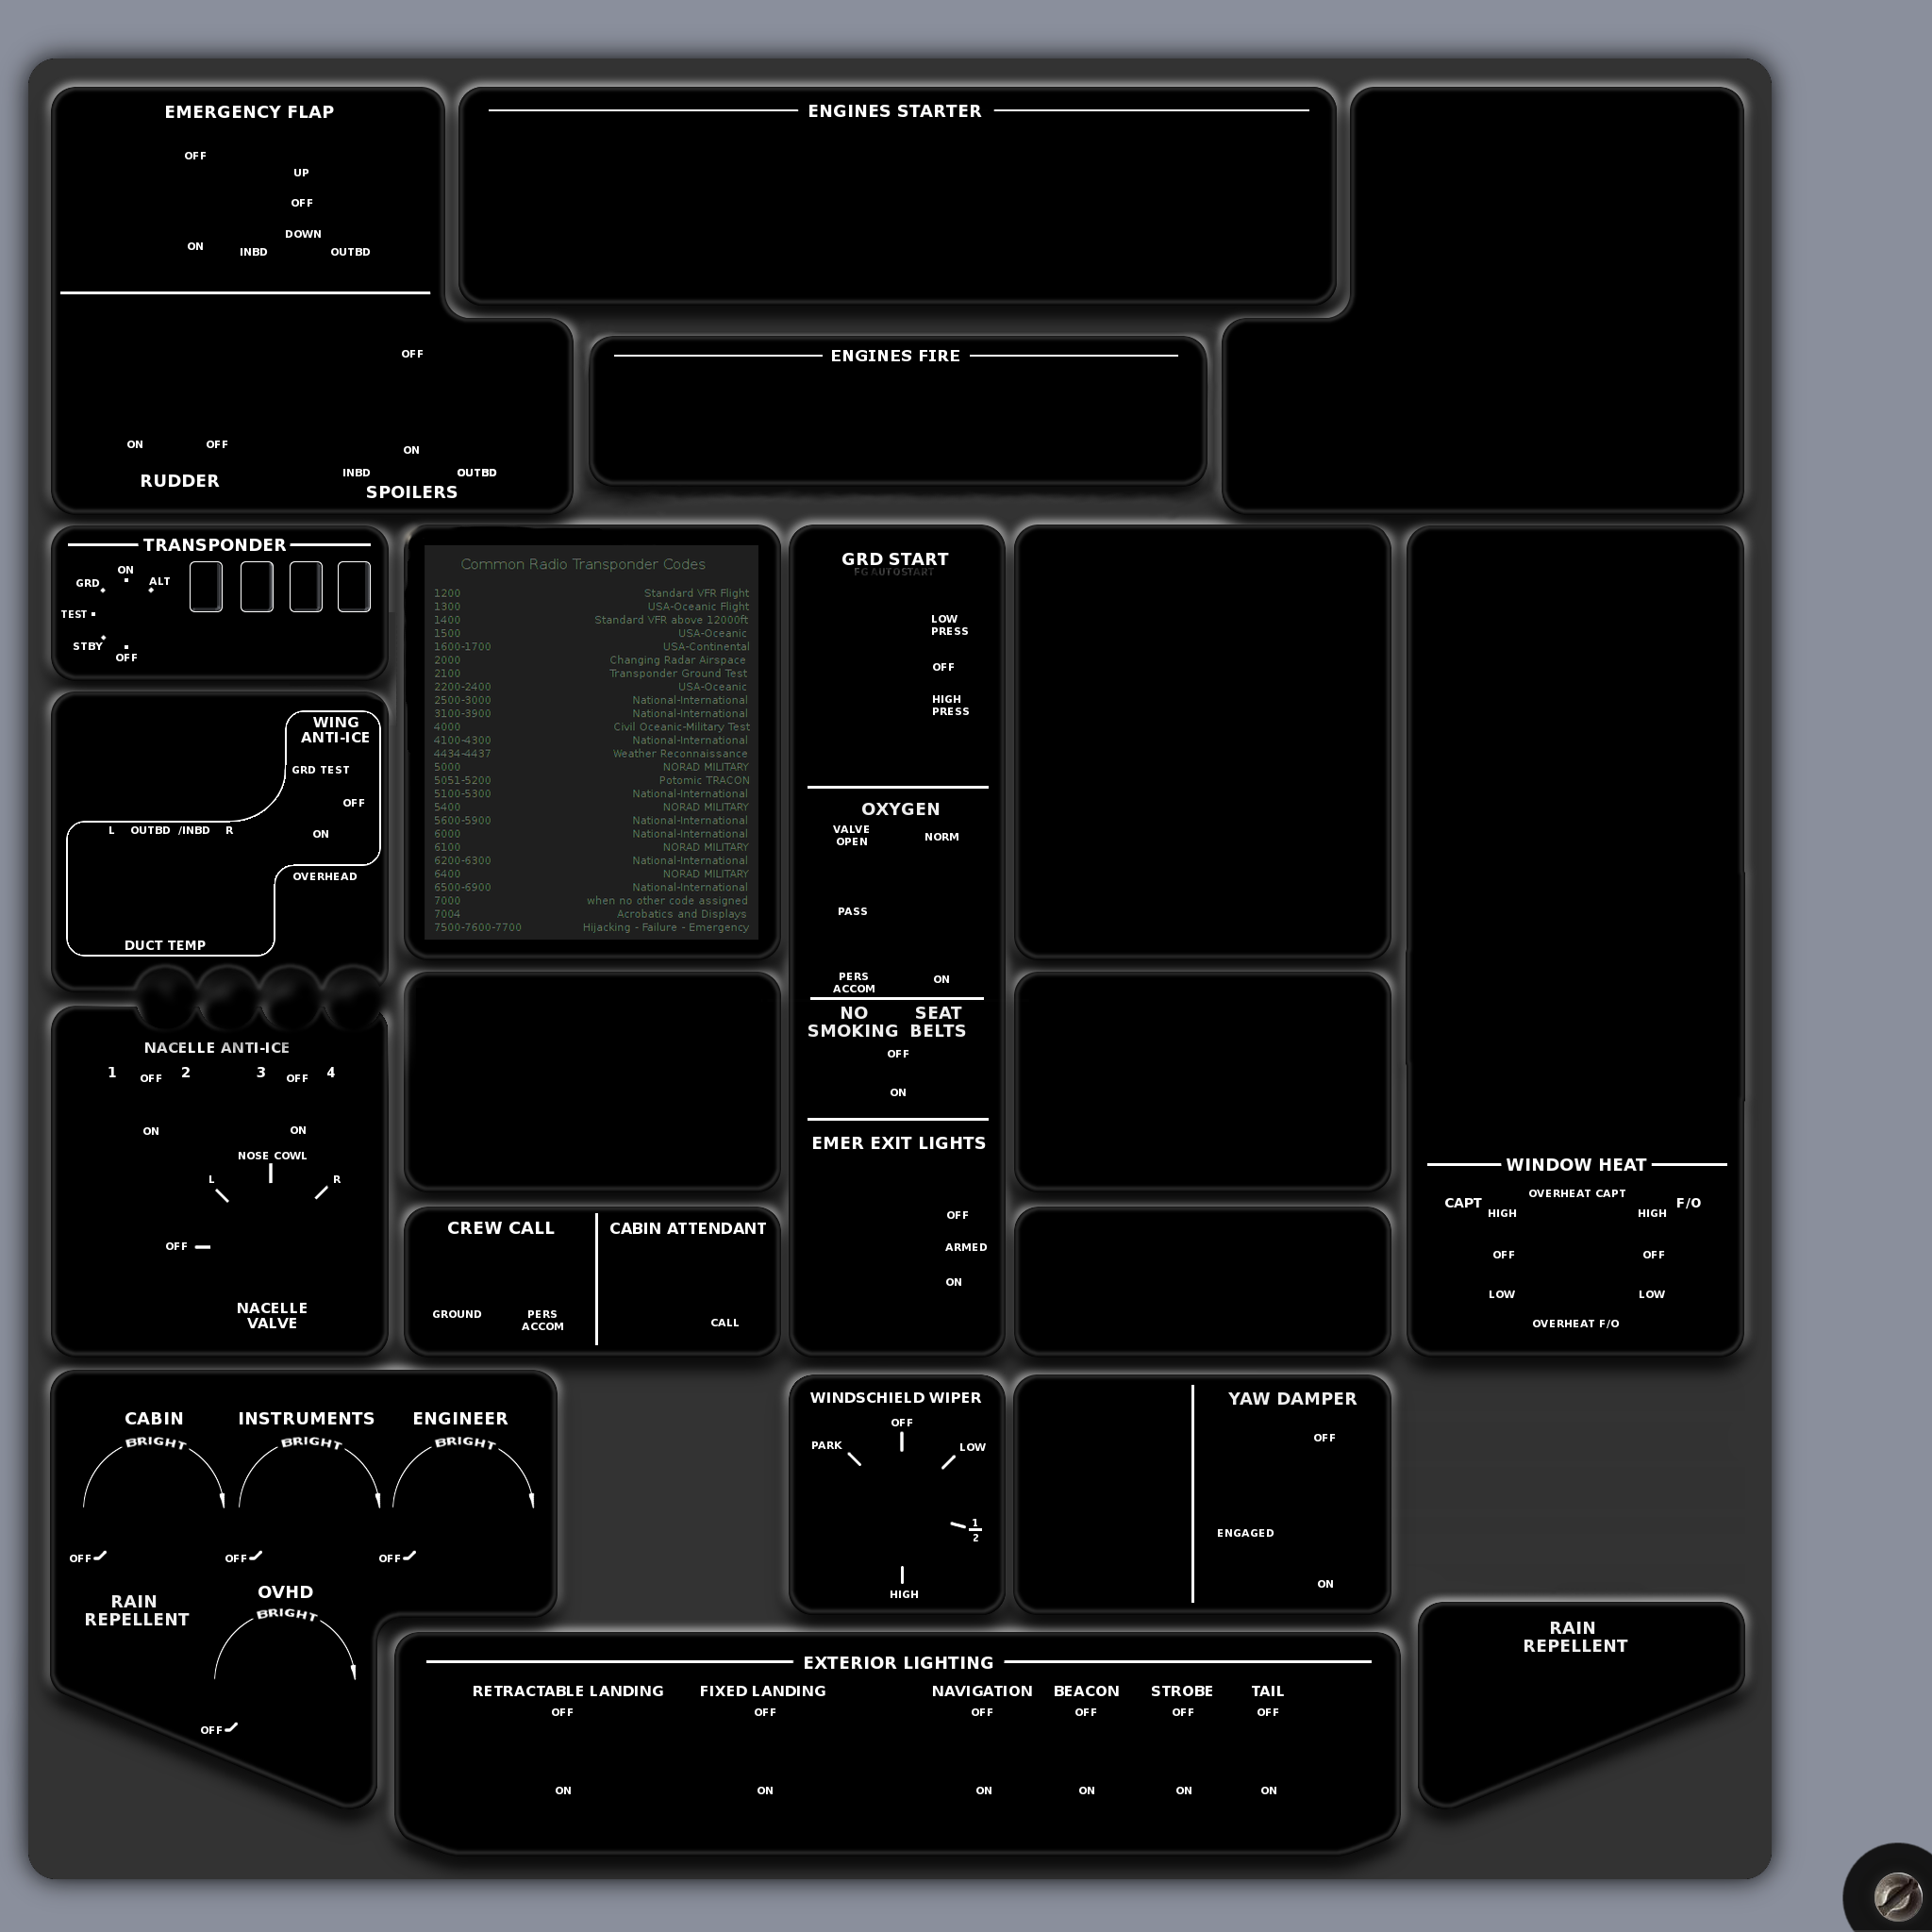 EMERGENCY FLAP
OFF
UP
OFF
DOWN
ON INBD OUTBD
OFF
ON OFF
ON
RUDDER
INBD OUTBD
SPOILERS
ENGINES STARTER
ENGINES FIRE
TRANSPONDER
ON
GRD ALT
TEST
STBY
OFF
WING
ANTI-ICE
GRD TEST
OFF
L OUTBD /INBD R
ON
OVERHEAD
DUCT TEMP
NACELLE ANTI-ICE
1 OFF 2 3 OFF 4
ON ON
NOSE COWL
L R
OFF
NACELLE
VALVE
Common Radio Transponder Codes
1200 Standard VFR Flight
1300 USA-Oceanic Flight
1400 Standard VFR above 12000ft
1500 USA-Oceanic
1600-1700 USA-Continental
2000 Changing Radar Airspace
2100 Transponder Ground Test
2200-2400 USA-Oceanic
2500-3000 National-International
3100-3900 National-International
4000 Civil Oceanic-Military Test
4100-4300 National-International
4434-4437 Weather Reconnaissance
5000 NORAD MILITARY
5051-5200 Potomic TRACON
5100-5300 National-International
5400 NORAD MILITARY
5600-5900 National-International
6000 National-International
6100 NORAD MILITARY
6200-6300 National-International
6400 NORAD MILITARY
6500-6900 National-International
7000 when no other code assigned
7004 Acrobatics and Displays
7500-7600-7700 Hijacking - Failure - Emergency
CREW CALL
GROUND PERS
ACCOM
CABIN ATTENDANT
CALL
GRD START
FG AUTOSTART
LOW
PRESS
OFF
HIGH
PRESS
OXYGEN
VALVE
OPEN
NORM
PASS
PERS
ACCOM
ON
NO
SMOKING
SEAT
BELTS
OFF
ON
EMER EXIT LIGHTS
OFF
ARMED
ON
WINDOW HEAT
OVERHEAT CAPT
CAPT HIGH HIGH F/O
OFF OFF
LOW LOW
OVERHEAT F/O
CABIN INSTRUMENTS ENGINEER
BRIGHT BRIGHT BRIGHT
OFF OFF OFF
RAIN
REPELLENT
OVHD
BRIGHT
OFF
WINDSCHIELD WIPER
OFF
PARK LOW
1
2
HIGH
YAW DAMPER
OFF
ENGAGED
ON
EXTERIOR LIGHTING
RETRACTABLE LANDING FIXED LANDING NAVIGATION BEACON STROBE TAIL
OFF OFF OFF OFF OFF OFF
ON ON ON ON ON ON
RAIN
REPELLENT